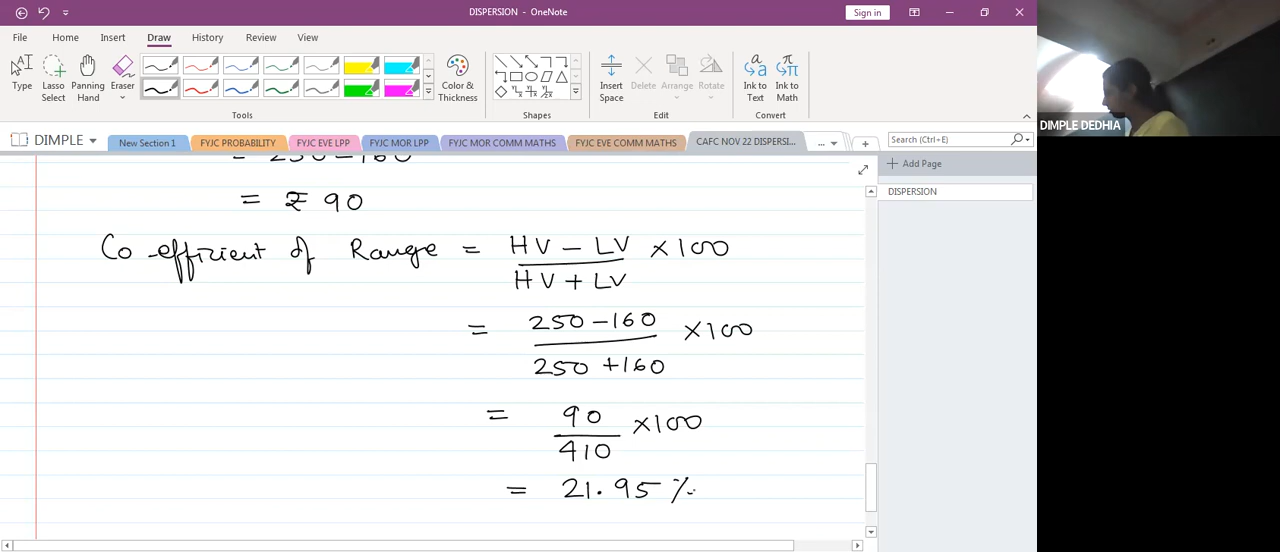 DISPERSION - OneNote
Sign in
File Home Insert Draw History Review View
Type
Lasso Select
Panning Hand
Eraser
Color & Thickness
Insert Space
Delete
Arrange
Rotate
Ink to Text
Ink to Math
Tools
Shapes
Edit
Convert
DIMPLE
New Section 1
FYJC PROBABILITY
FYJC EVE LPP
FYJC MOR LPP
FYJC MOR COMM MATHS
FYJC EVE COMM MATHS
CAFC NOV 22 DISPERSI...
...
Search (Ctrl+E)
Add Page
DISPERSION
DIMPLE DEDHIA
= 250 - 160
= ₹ 90
Co-efficient of Range = HV - LV × 100
HV + LV
= 250 - 160 × 100
250 + 160
= 90 × 100
410
= 21.95 %